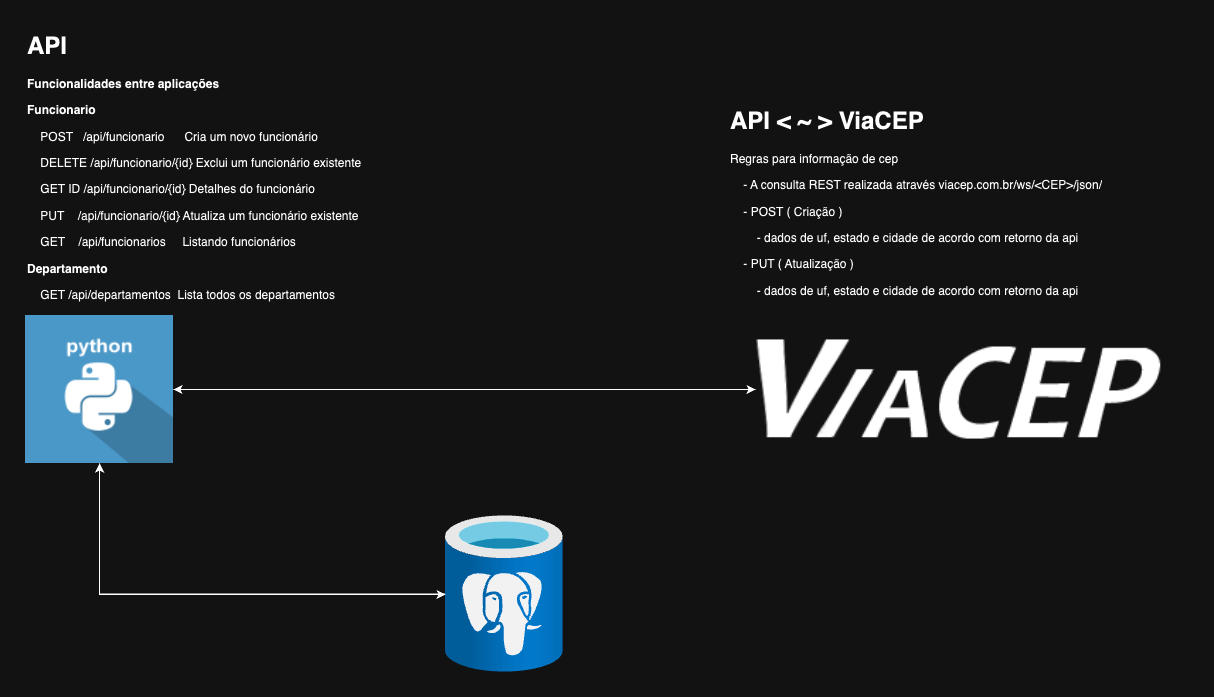 API
Funcionalidades entre aplicações
Funcionario
POST /api/funcionario Cria um novo funcionário
DELETE /api/funcionario/{id} Exclui um funcionário existente
GET ID /api/funcionario/{id} Detalhes do funcionário
PUT /api/funcionario/{id} Atualiza um funcionário existente
GET /api/funcionarios Listando funcionários
Departamento
GET /api/departamentos Lista todos os departamentos
python
API < ~ > ViaCEP
Regras para informação de cep
- A consulta REST realizada através viacep.com.br/ws/<CEP>/json/
- POST ( Criação )
- dados de uf, estado e cidade de acordo com retorno da api
- PUT ( Atualização )
- dados de uf, estado e cidade de acordo com retorno da api
VIACEP